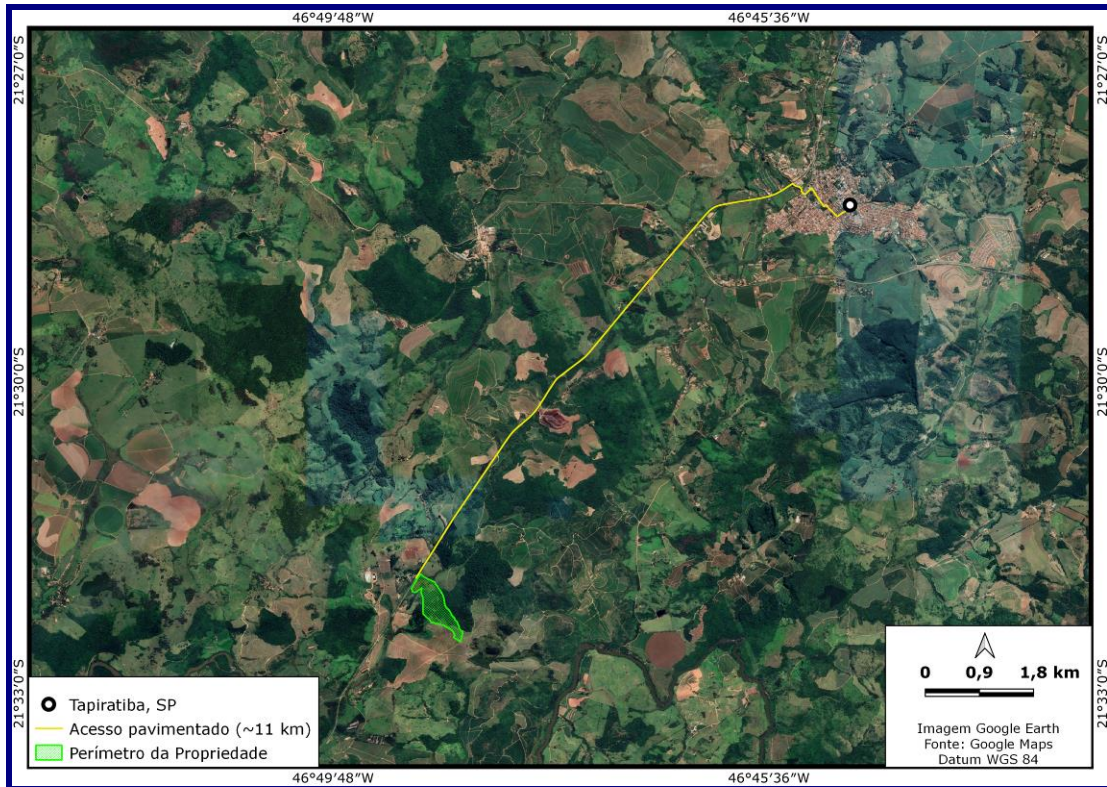 46°49'48"W
46°45'36"W
21°27'0"S
21°27'0"S
21°30'0"S
21°30'0"S
21°33'0"S
21°33'0"S
Tapiratiba, SP
Acesso pavimentado (~11 km)
Perímetro da Propriedade
0 0,9 1,8 km
Imagem Google Earth
Fonte: Google Maps
Datum WGS 84
46°49'48"W
46°45'36"W